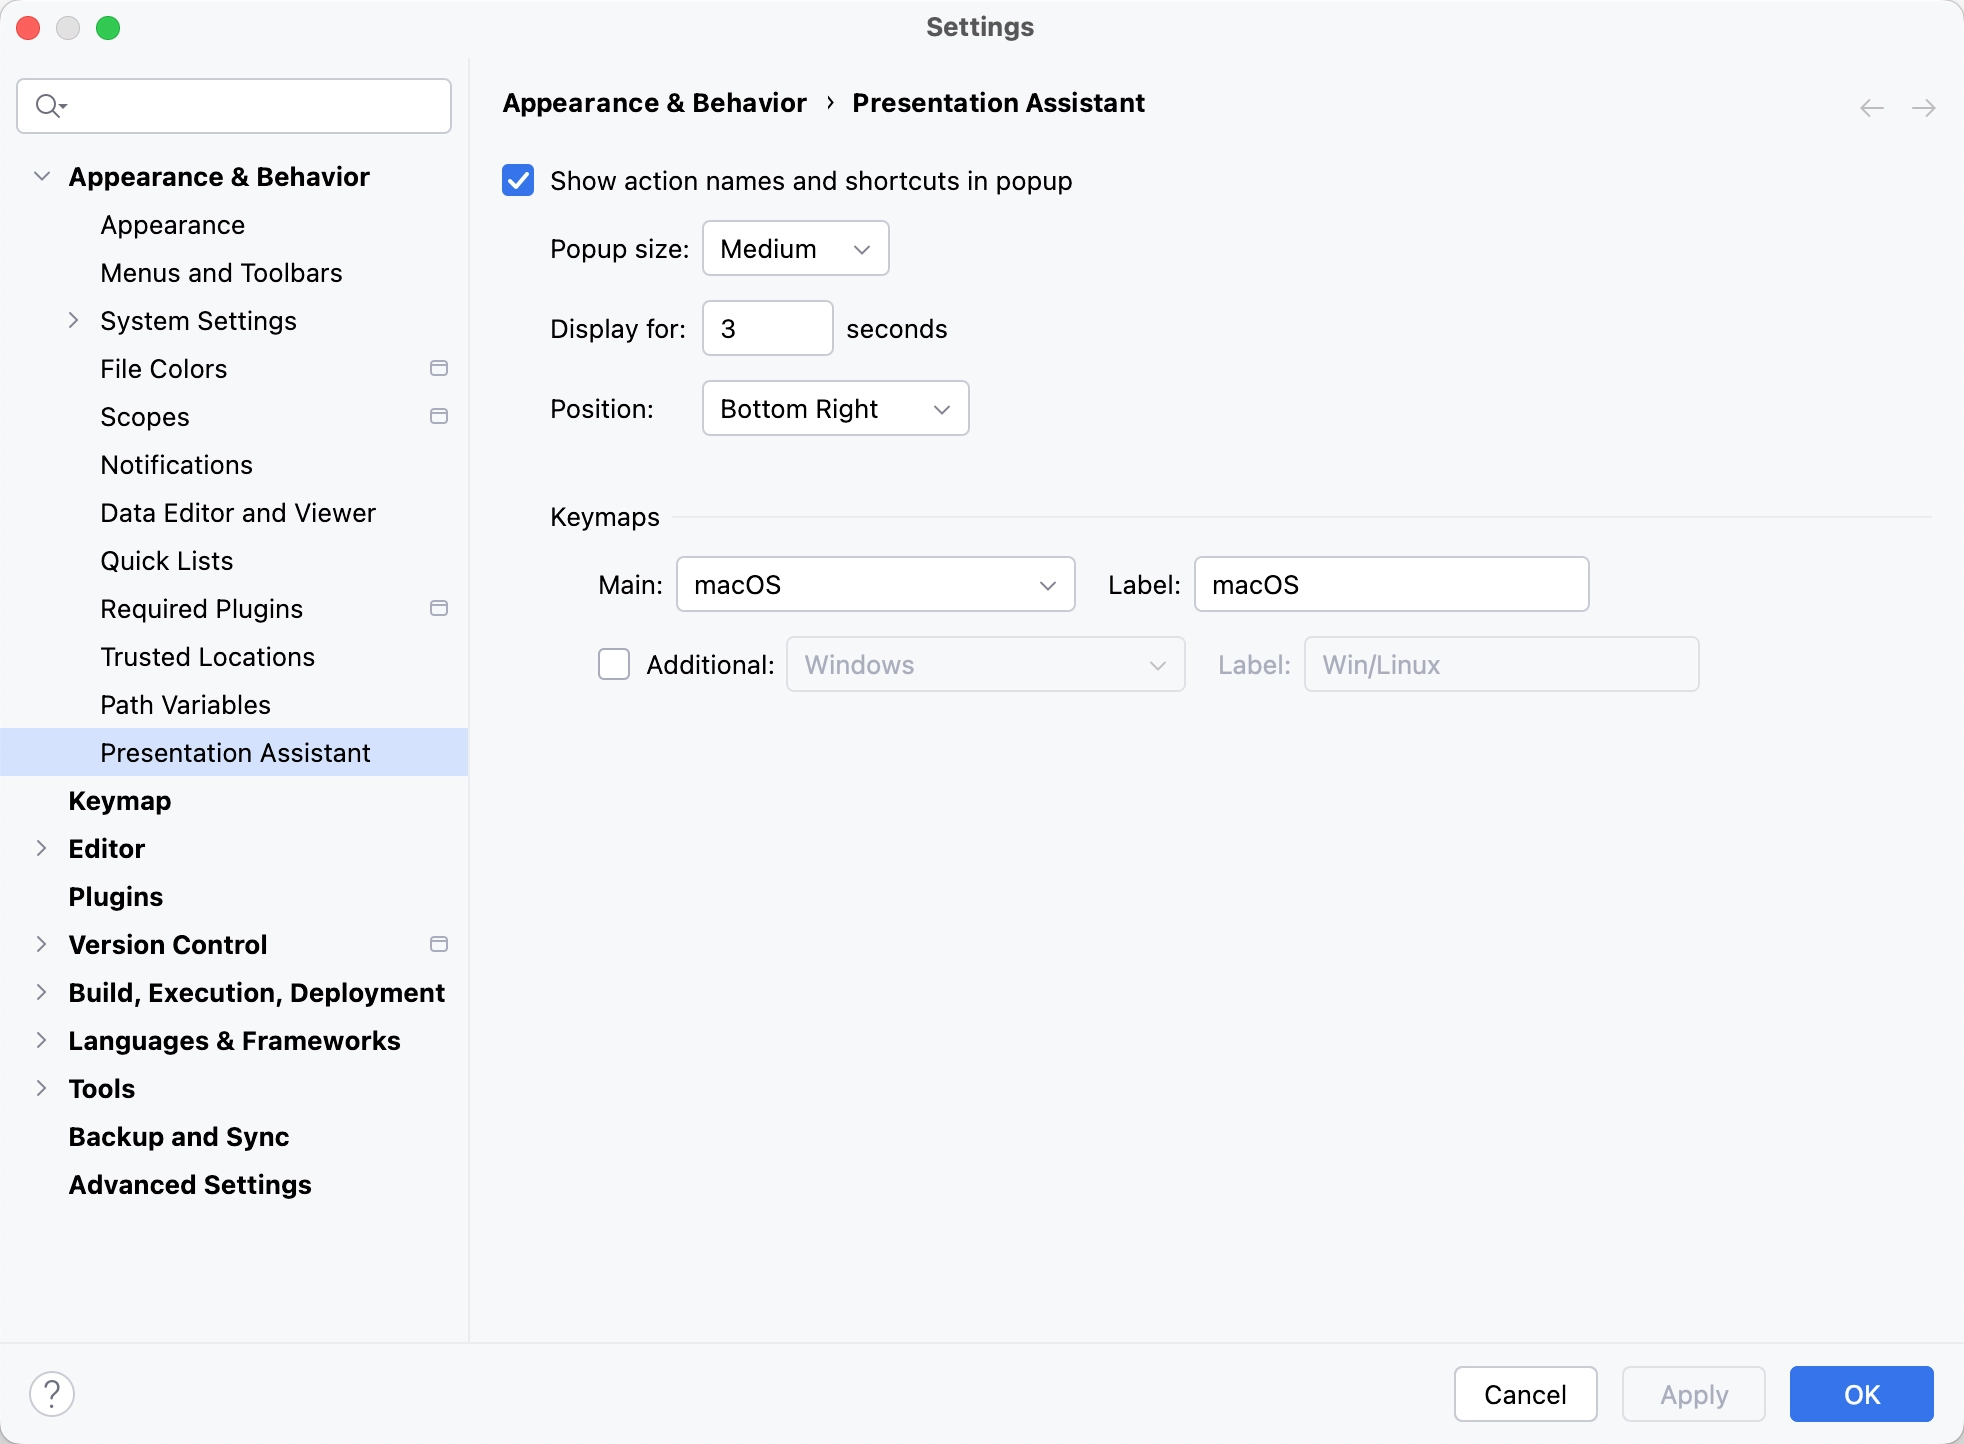 Settings
Appearance & Behavior
Appearance
Menus and Toolbars
System Settings
File Colors
Scopes
Notifications
Data Editor and Viewer
Quick Lists
Required Plugins
Trusted Locations
Path Variables
Presentation Assistant
Keymap
Editor
Plugins
Version Control
Build, Execution, Deployment
Languages & Frameworks
Tools
Backup and Sync
Advanced Settings
Appearance & Behavior › Presentation Assistant
Show action names and shortcuts in popup
Popup size: Medium
Display for: 3 seconds
Position: Bottom Right
Keymaps
Main: macOS Label: macOS
Additional: Windows Label: Win/Linux
? Cancel Apply OK